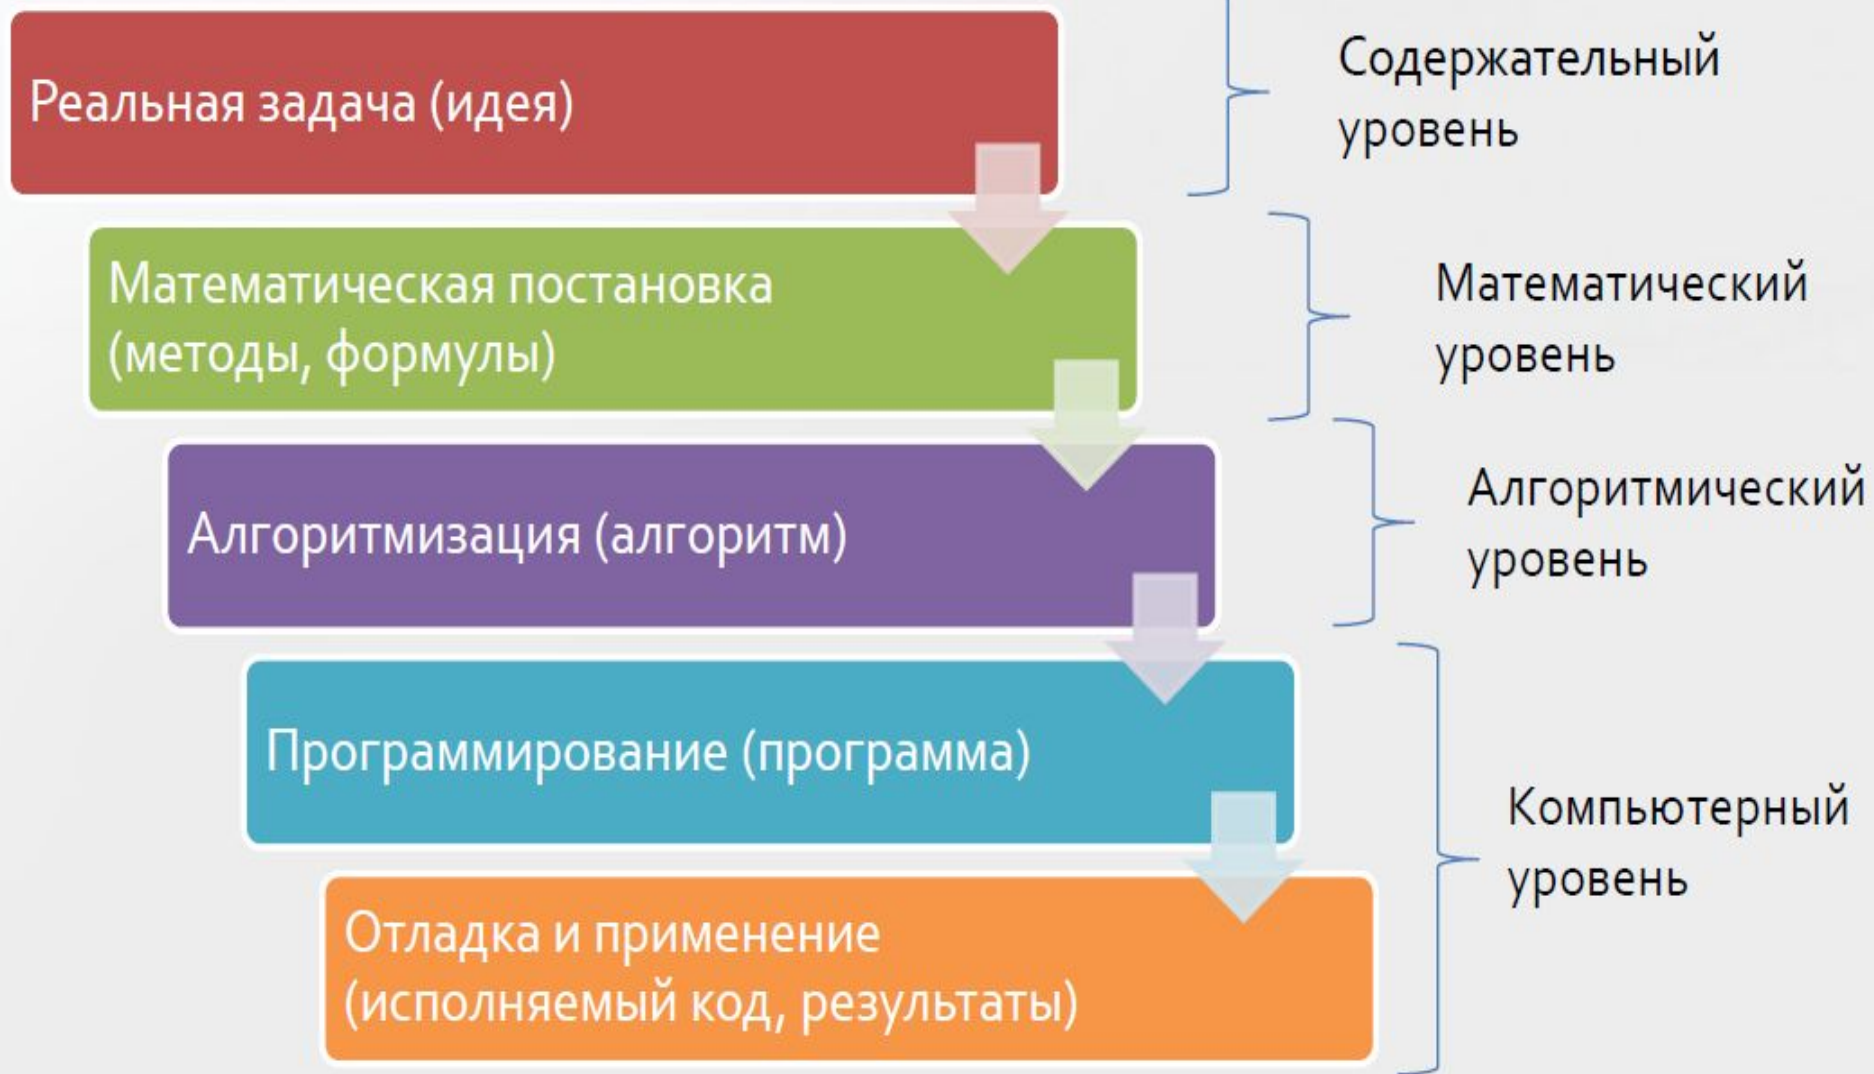 Реальная задача (идея)
Содержательный
уровень
Математическая постановка
(методы, формулы)
Математический
уровень
Алгоритмизация (алгоритм)
Алгоритмический
уровень
Программирование (программа)
Компьютерный
уровень
Отладка и применение
(исполняемый код, результаты)